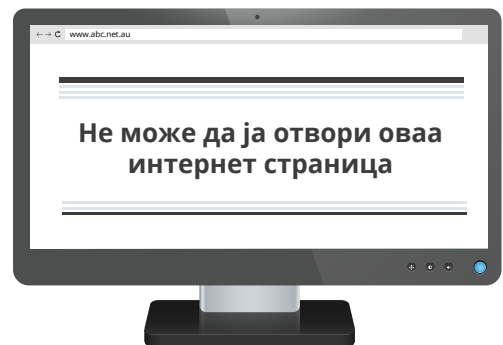 www.abc.net.au
Не може да ја отвори оваа
интернет страница